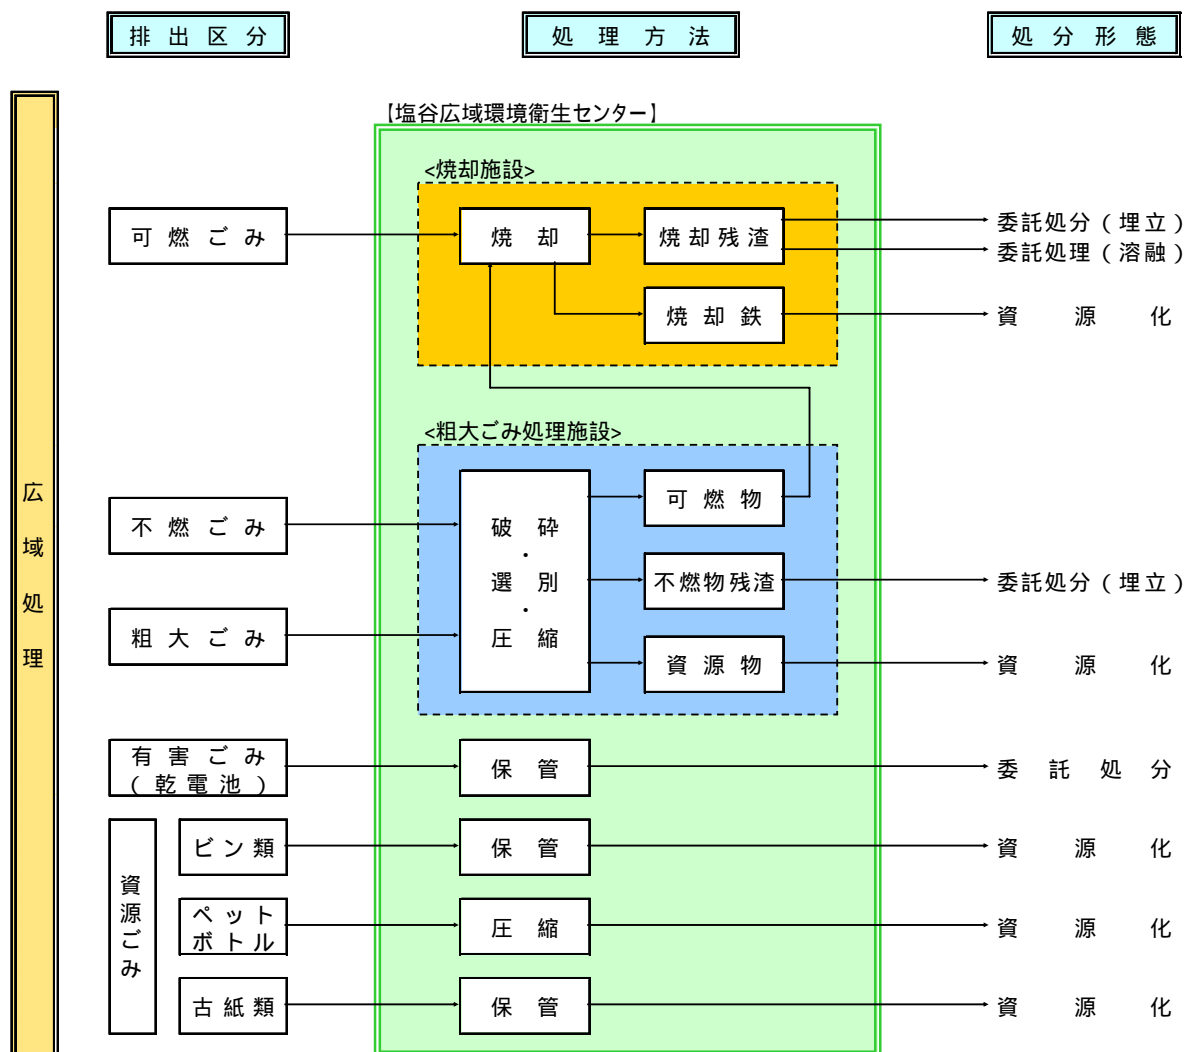 排出区分
処理方法
処分形態
広域処理
【塩谷広域環境衛生センター】
<焼却施設>
可燃ごみ
焼却
焼却残渣
委託処分（埋立）
委託処理（溶融）
焼却鉄
資源化
<粗大ごみ処理施設>
不燃ごみ
粗大ごみ
破砕
・
選別
・
圧縮
可燃物
不燃物残渣
委託処分（埋立）
資源物
資源化
有害ごみ
（乾電池）
保管
委託処分
資源ごみ
ビン類
保管
資源化
ペット
ボトル
圧縮
資源化
古紙類
保管
資源化